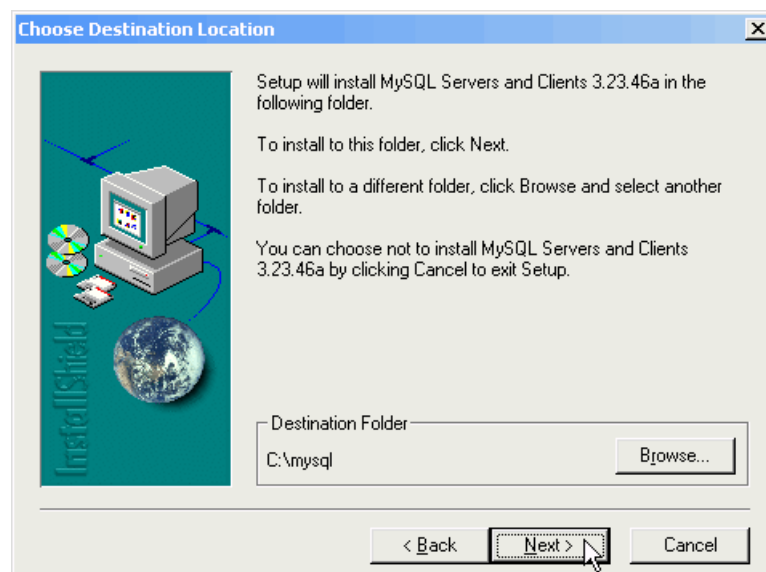 Choose Destination Location
Setup will install MySQL Servers and Clients 3.23.46a in the
following folder.
To install to this folder, click Next.
To install to a different folder, click Browse and select another
folder.
You can choose not to install MySQL Servers and Clients
3.23.46a by clicking Cancel to exit Setup.
InstallShield
Destination Folder
C:\mysql
Browse...
< Back
Next >
Cancel